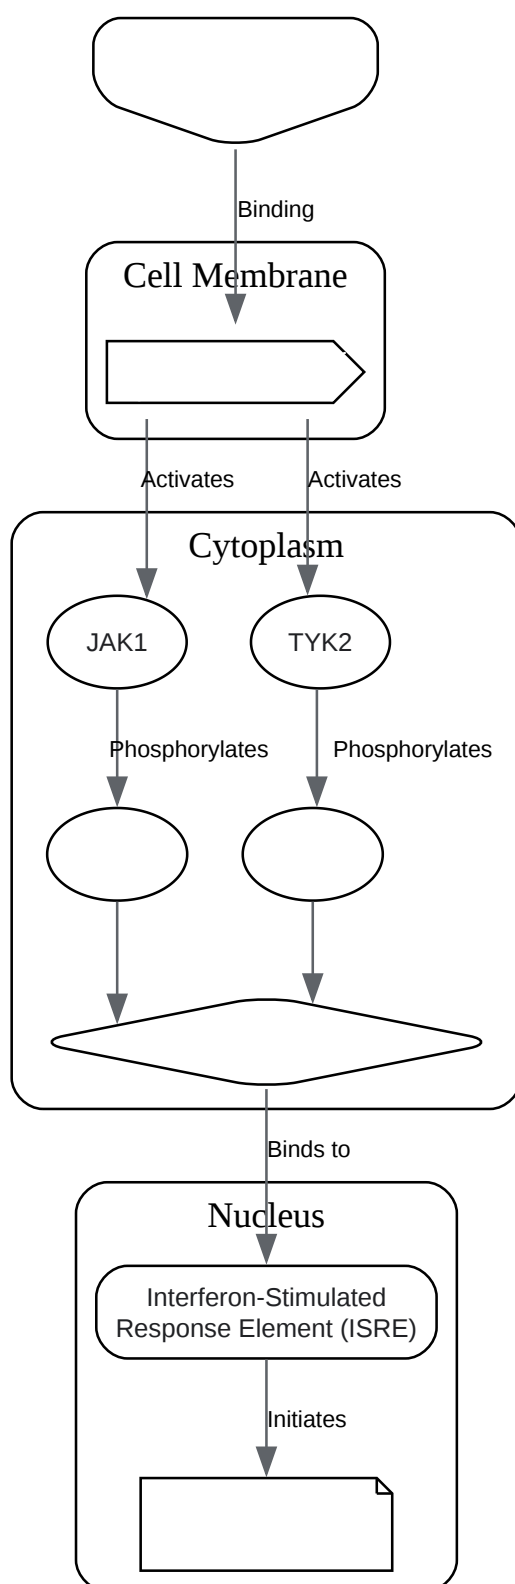 Binding
Cell Membrane
Activates
Activates
Cytoplasm
JAK1
TYK2
Phosphorylates
Phosphorylates
Binds to
Nucleus
Interferon-Stimulated
Response Element (ISRE)
Initiates